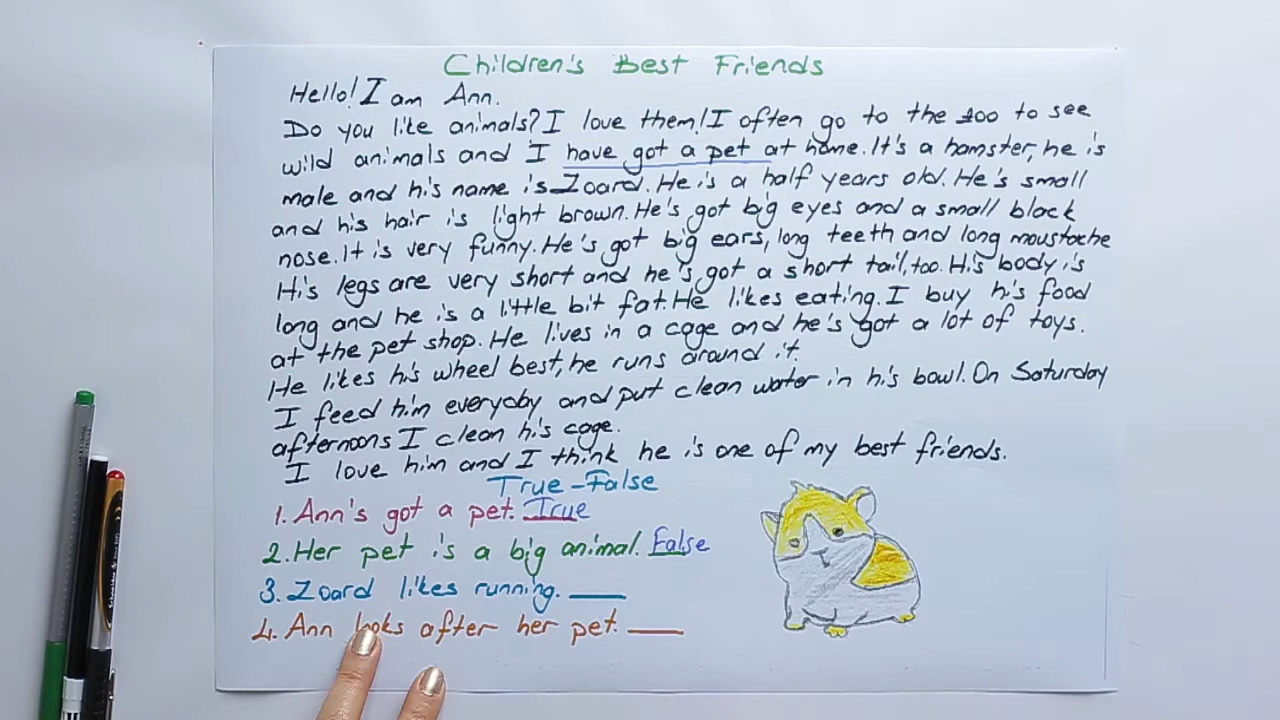 Children's Best Friends
Hello! I am Ann.
Do you like animals? I love them! I often go to the zoo to see
wild animals and I have got a pet at home. It's a hamster, he is
male and his name is Zoard. He is a half years old. He's small
and his hair is light brown. He's got big eyes and a small black
nose. It is very funny. He's got big ears, long teeth and long moustache
His legs are very short and he's got a short tail, too. His body is
long and he is a little bit fat. He likes eating. I buy his food
at the pet shop. He lives in a cage and he's got a lot of toys.
He likes his wheel best, he runs around it.
I feed him everyday and put clean water in his bowl. On Saturday
afternoons I clean his cage.
I love him and I think he is one of my best friends.
True - False
1. Ann's got a pet. True
2. Her pet is a big animal. False
3. Zoard likes running. ____
4. Ann looks after her pet. ____